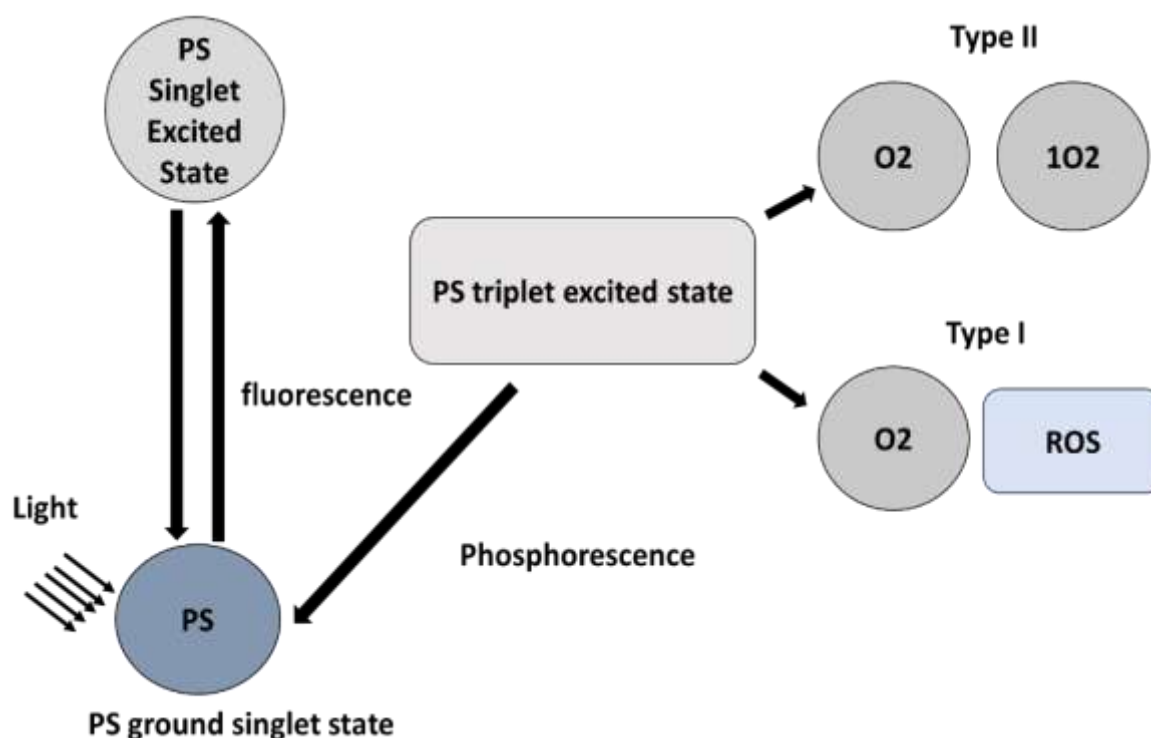 PS
Singlet
Excited
State
Type II
O2
1O2
PS triplet excited state
Type I
fluorescence
O2
ROS
Light
Phosphorescence
PS
PS ground singlet state